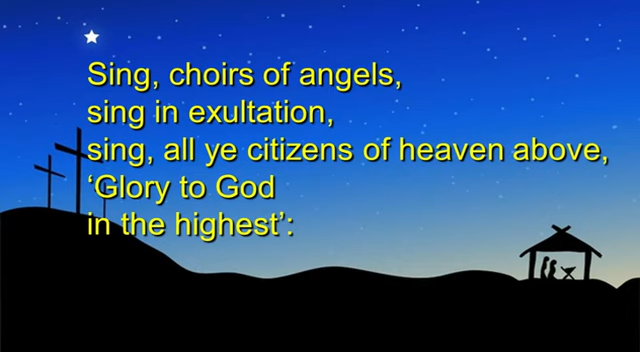 Sing, choirs of angels,
sing in exultation,
sing, all ye citizens of heaven above,
‘Glory to God
in the highest’: